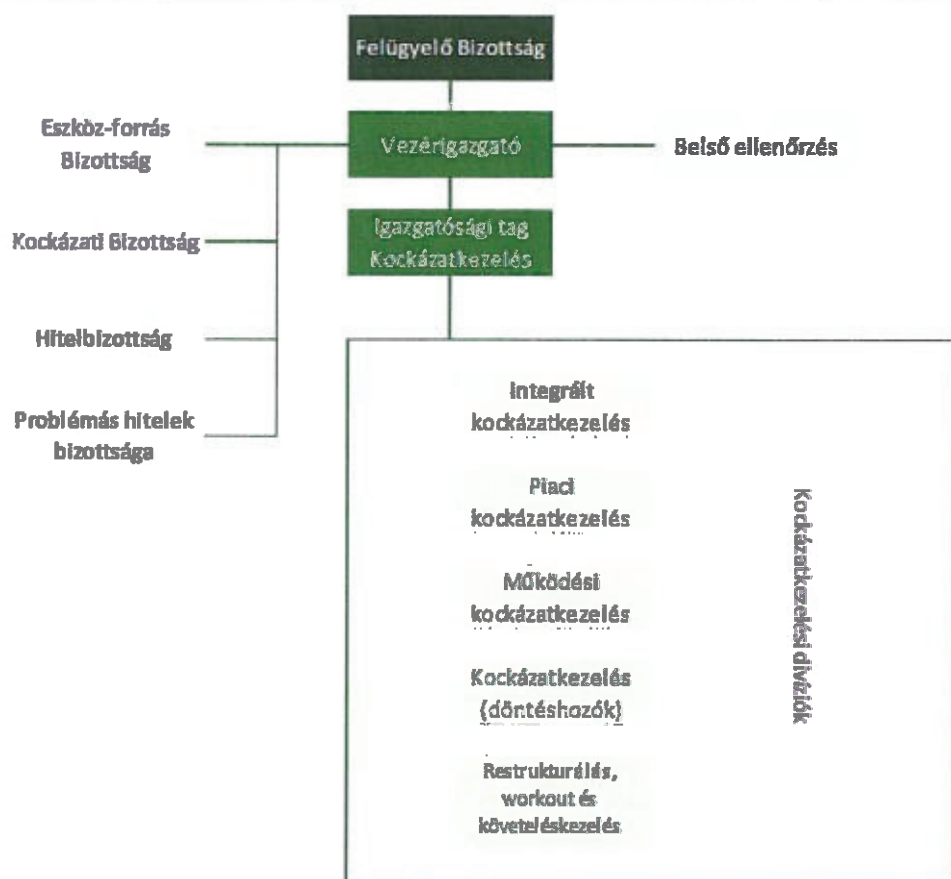 Felügyelő Bizottság
Eszköz-forrás
Bizottság
Vezérigazgató
Belső ellenőrzés
Kockázati Bizottság
Igazgatósági tag
Kockázatkezelés
Hitelbizottság
Problémás hitelek
bizottsága
Integrált
kockázatkezelés
Piaci
kockázatkezelés
Működési
kockázatkezelés
Kockázatkezelés
(döntéshozók)
Restrukturálás,
workout és
követeléskezelés
Kockázatkezelési divíziók